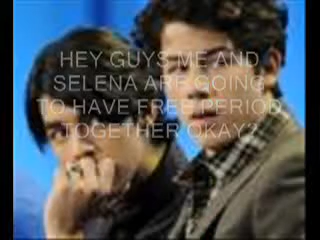 HEY GUYS ME AND
SELENA ARE GOING
TO HAVE FREE PERIOD
TOGETHER OKAY?